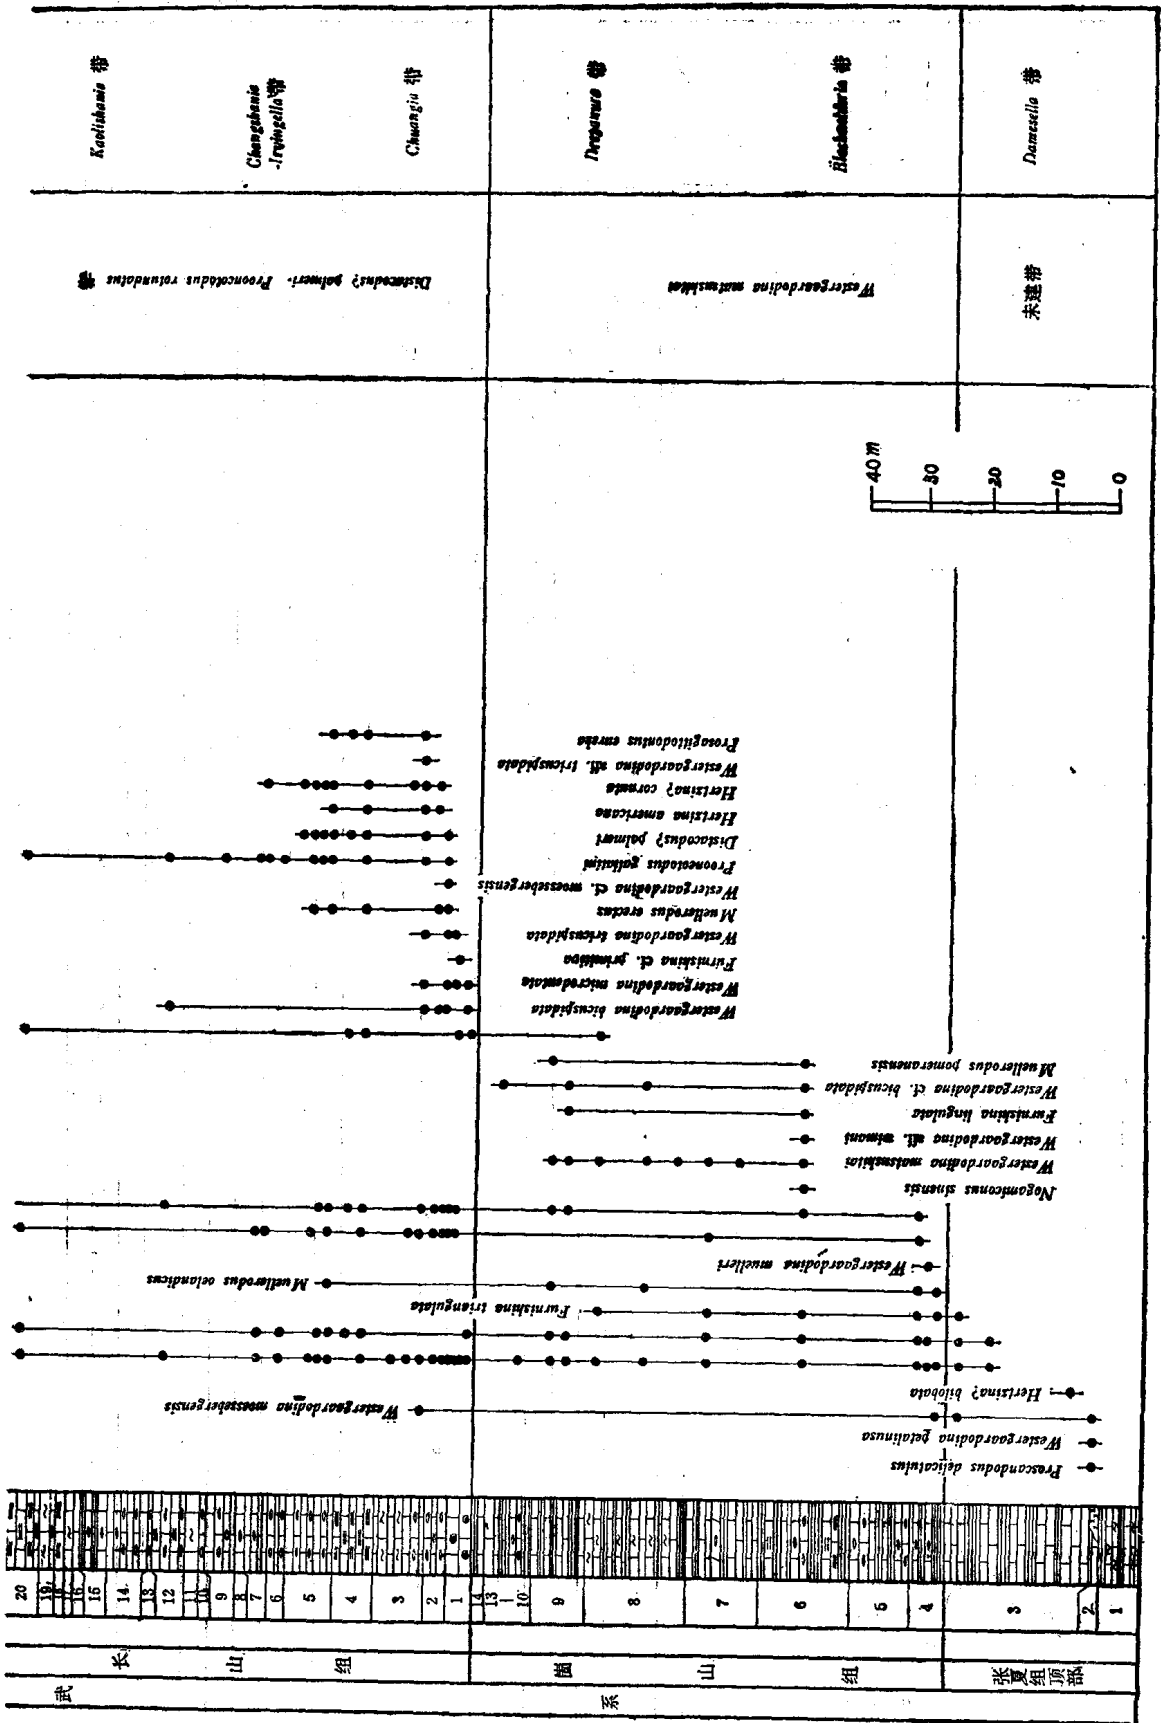 Kaolishania 带
Changshania
-Irvingella 带
Chuangia 带
Drepanura 带
Blackwelderia 带
Damesella 带
Distacodus? palmeri- Prooneotodus rotundatus 带
Westergaardodina matsushitai
未建带
40 m
30
20
10
0
Prosagittodontus eureka
Westergaardodina aff. tricuspidata
Hertzina? cornuta
Hertzina americana
Distacodus? palmeri
Prooneotodus gallatini
Westergaardodina cf. moessebergensis
Muellerodus erectus
Westergaardodina tricuspidata
Furnishina cf. primitiva
Westergaardodina microdentata
Westergaardodina bicuspidata
Muellerodus pomeranensis
Westergaardodina cf. bicuspidata
Furnishina lingulata
Westergaardodina aff. wimani
Westergaardodina matsushitai
Nogamiconus sinensis
Westergaardodina muelleri
Muellerodus oelandicus
Furnishina triangulata
Hertzina? bilobata
Westergaardodina moessebergensis
Westergaardodina petalinusa
Proscandodus delicatulus
20
19
16
15
14
13
12
11
10
9
8
7
6
5
4
3
2
1
14
13
|
10
9
8
7
6
5
4
3
2
1
长 山 组
崮 山 组
张夏组顶部
武 系